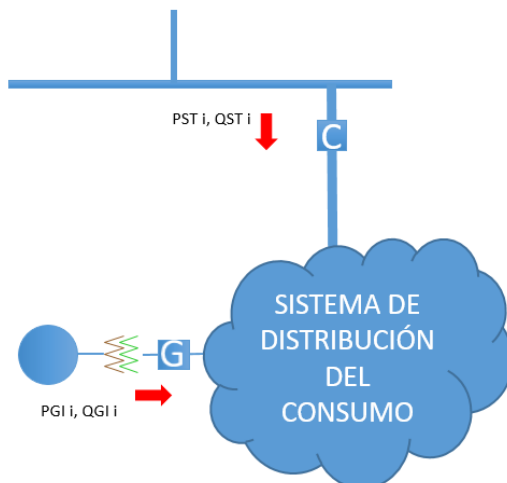 PST i, QST i
C
SISTEMA DE
DISTRIBUCIÓN
DEL
CONSUMO
G
PGI i, QGI i